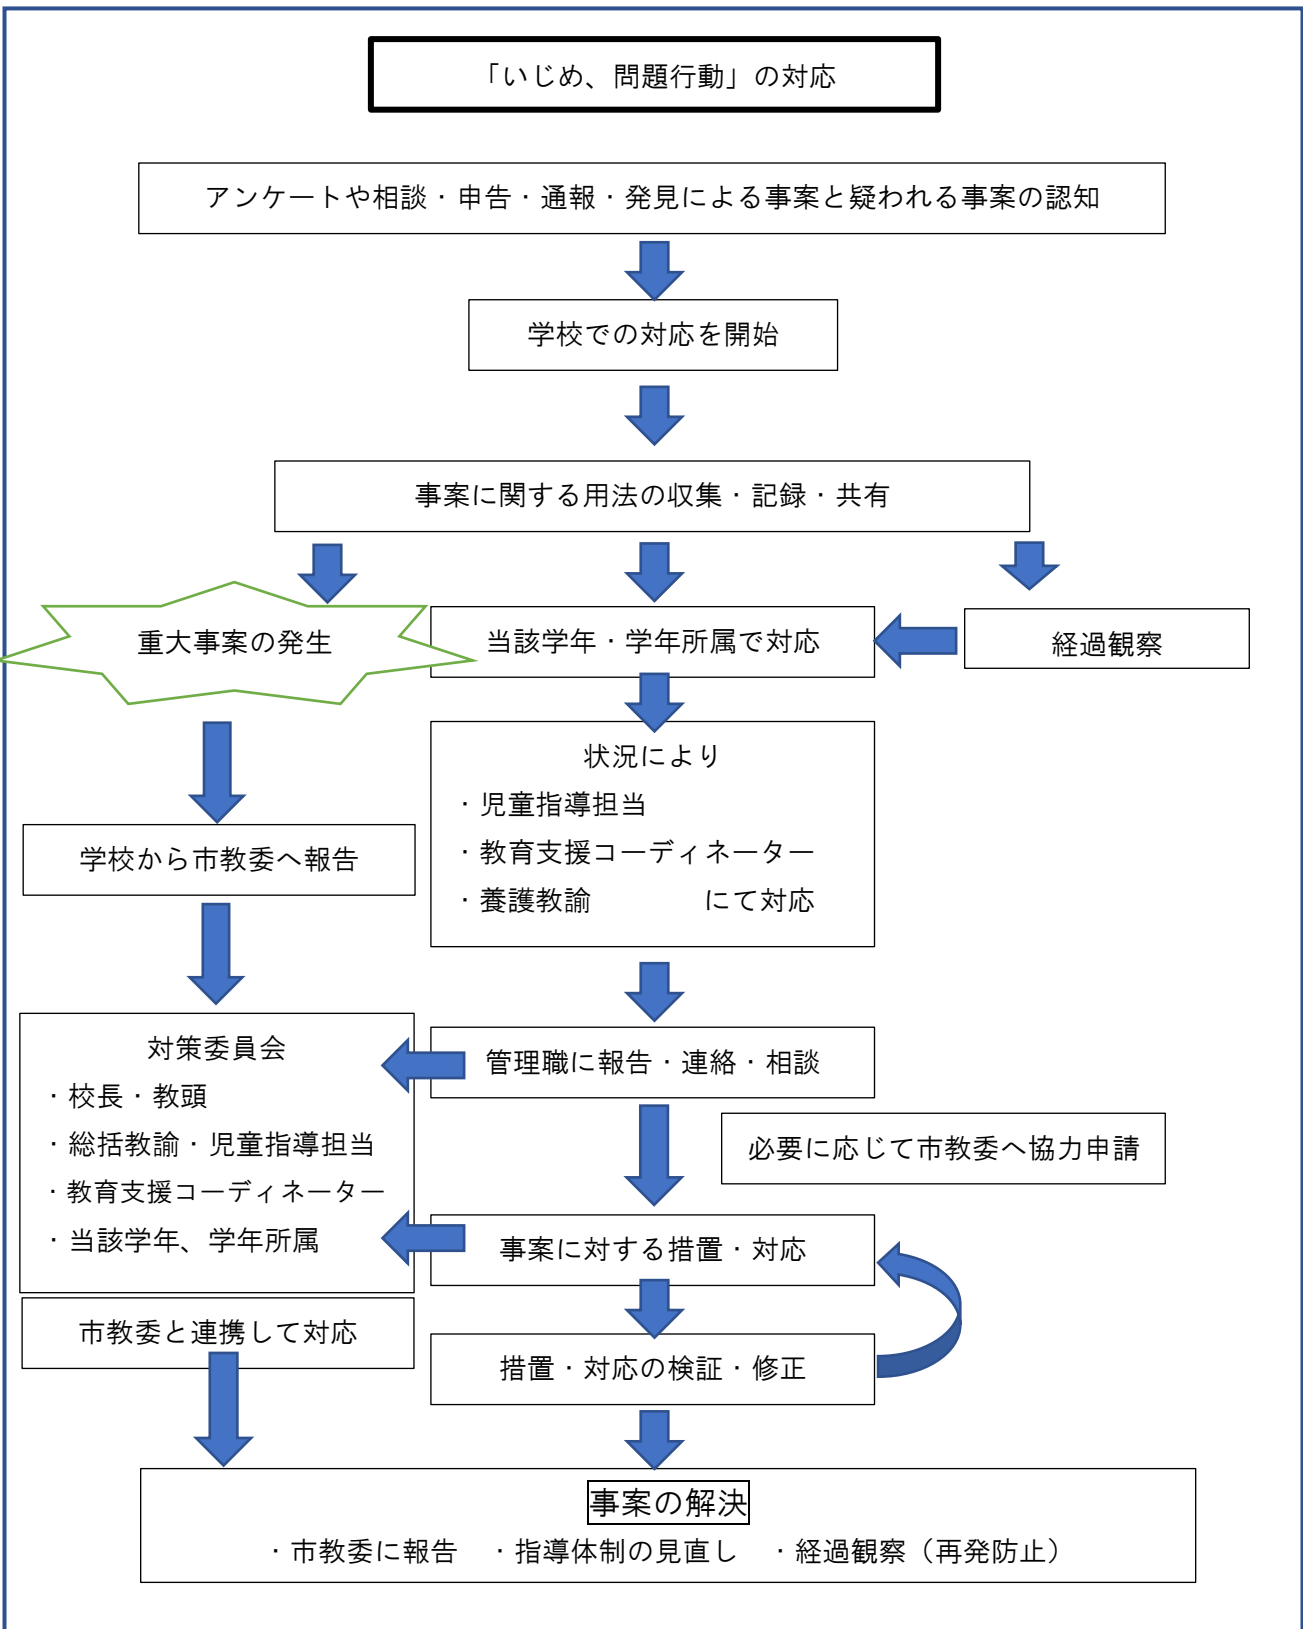 「いじめ、問題行動」の対応
アンケートや相談・申告・通報・発見による事案と疑われる事案の認知
学校での対応を開始
事案に関する用法の収集・記録・共有
重大事案の発生
当該学年・学年所属で対応
経過観察
状況により
・児童指導担当
・教育支援コーディネーター
・養護教諭　　　　にて対応
学校から市教委へ報告
管理職に報告・連絡・相談
対策委員会
・校長・教頭
・総括教諭・児童指導担当
・教育支援コーディネーター
・当該学年、学年所属
必要に応じて市教委へ協力申請
事案に対する措置・対応
市教委と連携して対応
措置・対応の検証・修正
事案の解決
・市教委に報告　・指導体制の見直し　・経過観察（再発防止）